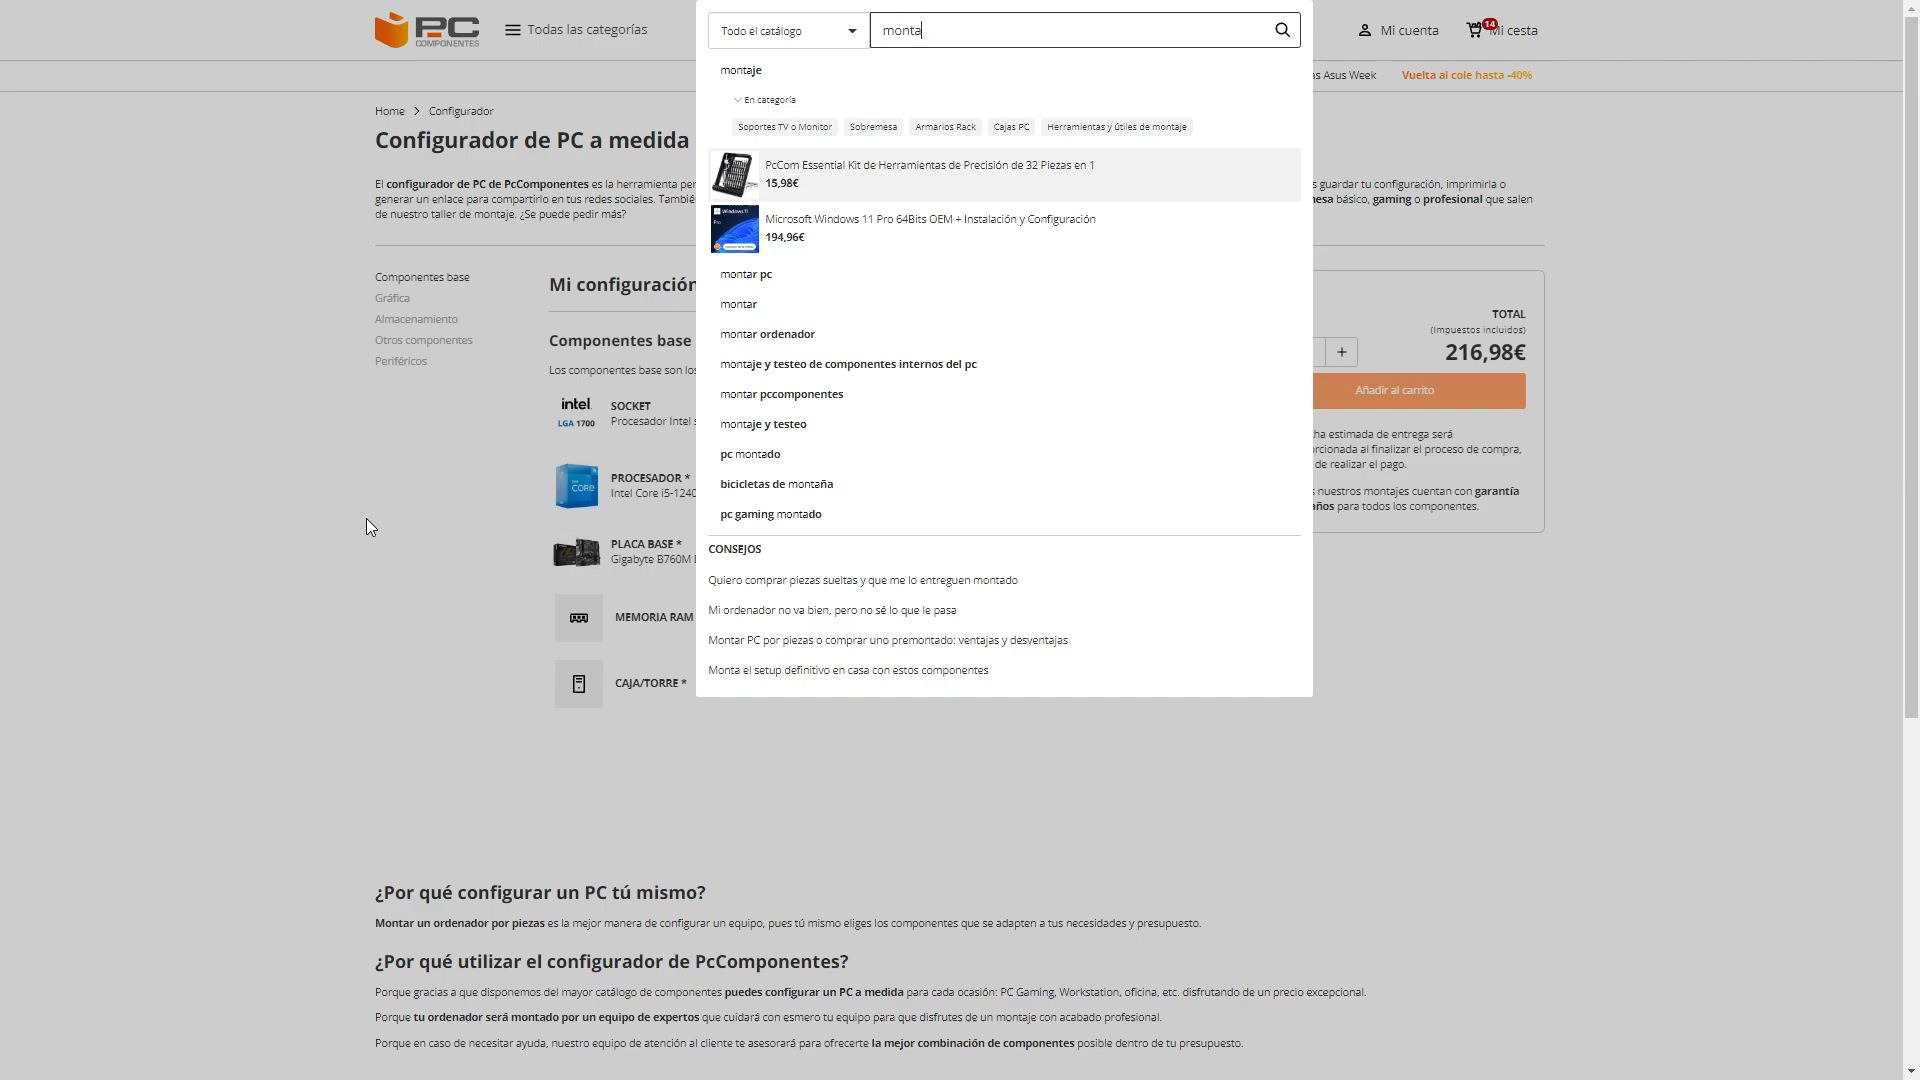 PC COMPONENTES
Todas las categorías
Todo el catálogo
monta
Mi cuenta
14
Mi cesta
as Asus Week
Vuelta al cole hasta -40%
Home > Configurador
Configurador de PC a medida
El configurador de PC de PcComponentes es la herramienta
generar un enlace para compartirlo en tus redes sociales.
de nuestro taller de montaje. ¿Se puede pedir más?
guardar tu configuración, imprimirla o
básico, gaming o profesional que salen
montaje
En categoría
Soportes TV o Monitor
Sobremesa
Armarios Rack
Cajas PC
Herramientas y útiles de montaje
PcCom Essential Kit de Herramientas de Precisión de 32 Piezas en 1
15,98€
Windows 11
Pro
Microsoft Windows 11 Pro 64Bits OEM + Instalación y Configuración
194,96€
montar pc
montar
montar ordenador
montaje y testeo de componentes internos del pc
montar pccomponentes
montaje y testeo
pc montado
bicicletas de montaña
pc gaming montado
CONSEJOS
Quiero comprar piezas sueltas y que me lo entreguen montado
Mi ordenador no va bien, pero no sé lo que le pasa
Montar PC por piezas o comprar uno premontado: ventajas y desventajas
Monta el setup definitivo en casa con estos componentes
Componentes base
Gráfica
Almacenamiento
Otros componentes
Periféricos
Mi configuración
Componentes base
Los componentes base son
intel
LGA 1700
SOCKET
Procesador Intel
CORE
PROCESADOR *
Intel Core i5-1240
PLACA BASE *
Gigabyte B760M
MEMORIA RAM
CAJA/TORRE *
TOTAL
(Impuestos incluidos)
+
216,98€
Añadir al carrito
estimada de entrega será
al finalizar el proceso de compra,
de realizar el pago.
nuestros montajes cuentan con garantía
para todos los componentes.
¿Por qué configurar un PC tú mismo?
Montar un ordenador por piezas es la mejor manera de configurar un equipo, pues tú mismo eliges los componentes que se adapten a tus necesidades y presupuesto.
¿Por qué utilizar el configurador de PcComponentes?
Porque gracias a que disponemos del mayor catálogo de componentes puedes configurar un PC a medida para cada ocasión: PC Gaming, Workstation, oficina, etc. disfrutando de un precio excepcional.
Porque tu ordenador será montado por un equipo de expertos que cuidará con esmero tu equipo para que disfrutes de un montaje con acabado profesional.
Porque en caso de necesitar ayuda, nuestro equipo de atención al cliente te asesorará para ofrecerte la mejor combinación de componentes posible dentro de tu presupuesto.